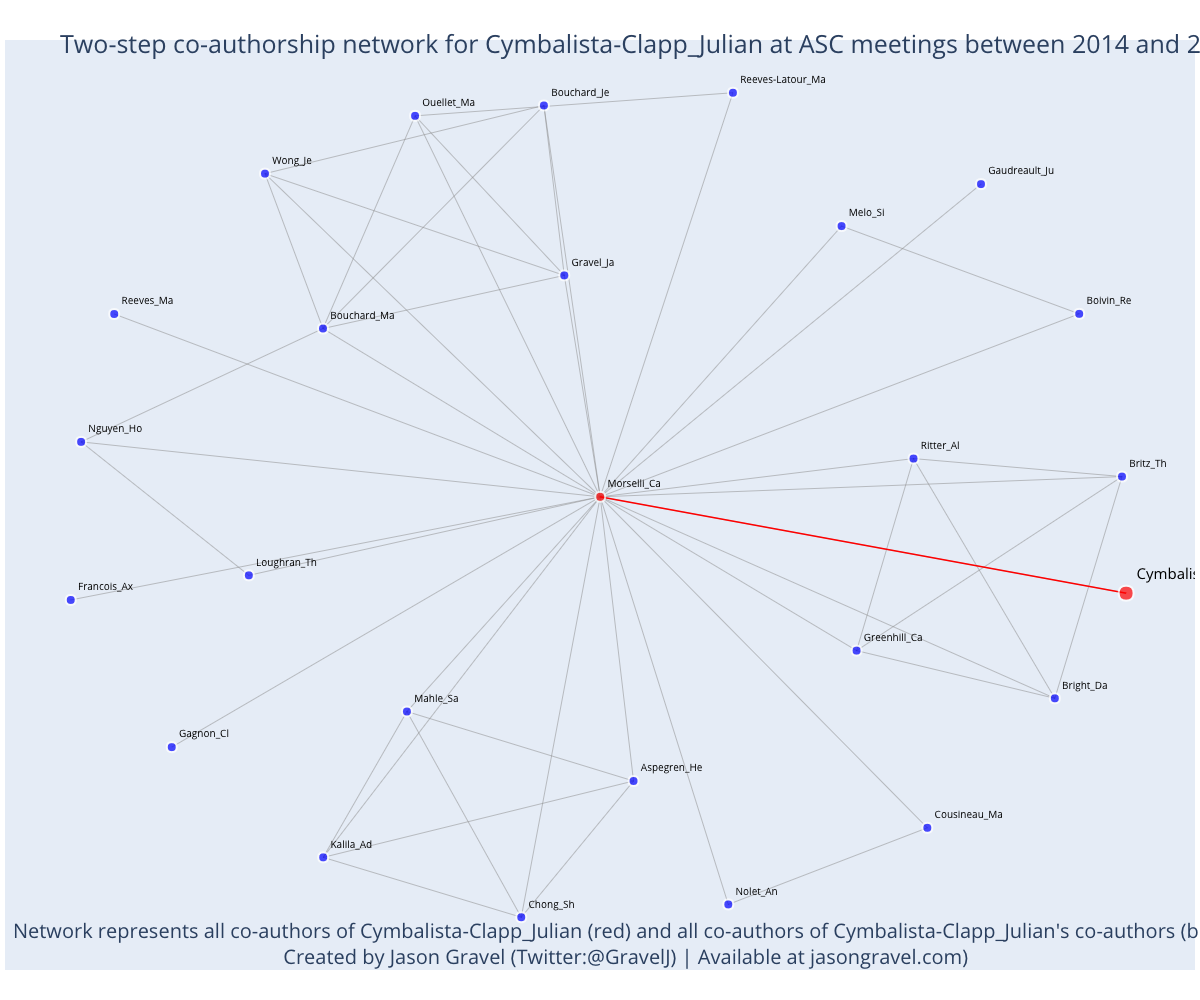 Two-step co-authorship network for Cymbalista-Clapp_Julian at ASC meetings between 2014 and 2
Reeves-Latour_Ma
Bouchard_Je
Ouellet_Ma
Wong_Je
Gaudreault_Ju
Melo_Si
Gravel_Ja
Reeves_Ma
Boivin_Re
Bouchard_Ma
Nguyen_Ho
Ritter_Al
Britz_Th
Morselli_Ca
Loughran_Th
Cymbalis
Francois_Ax
Greenhill_Ca
Bright_Da
Mahle_Sa
Gagnon_Cl
Aspegren_He
Cousineau_Ma
Kalila_Ad
Nolet_An
Chong_Sh
Network represents all co-authors of Cymbalista-Clapp_Julian (red) and all co-authors of Cymbalista-Clapp_Julian's co-authors (b
Created by Jason Gravel (Twitter:@GravelJ) | Available at jasongravel.com)